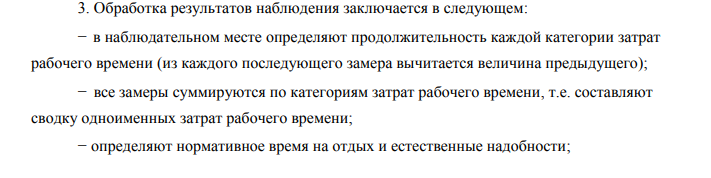 3. Обработка результатов наблюдения заключается в следующем:
− в наблюдательном месте определяют продолжительность каждой категории затрат
рабочего времени (из каждого последующего замера вычитается величина предыдущего);
− все замеры суммируются по категориям затрат рабочего времени, т.е. составляют
сводку одноименных затрат рабочего времени;
− определяют нормативное время на отдых и естественные надобности;